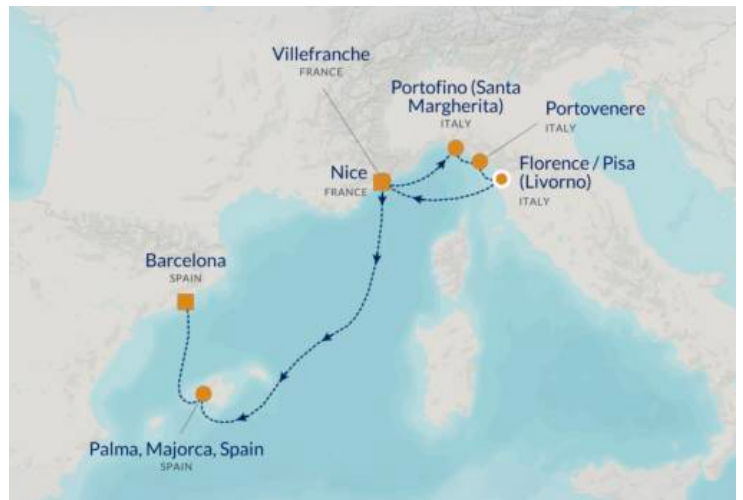 Villefranche
FRANCE
Portofino (Santa
Margherita)
ITALY
Portovenere
ITALY
Nice
FRANCE
Florence / Pisa
(Livorno)
ITALY
Barcelona
SPAIN
Palma, Majorca, Spain
SPAIN